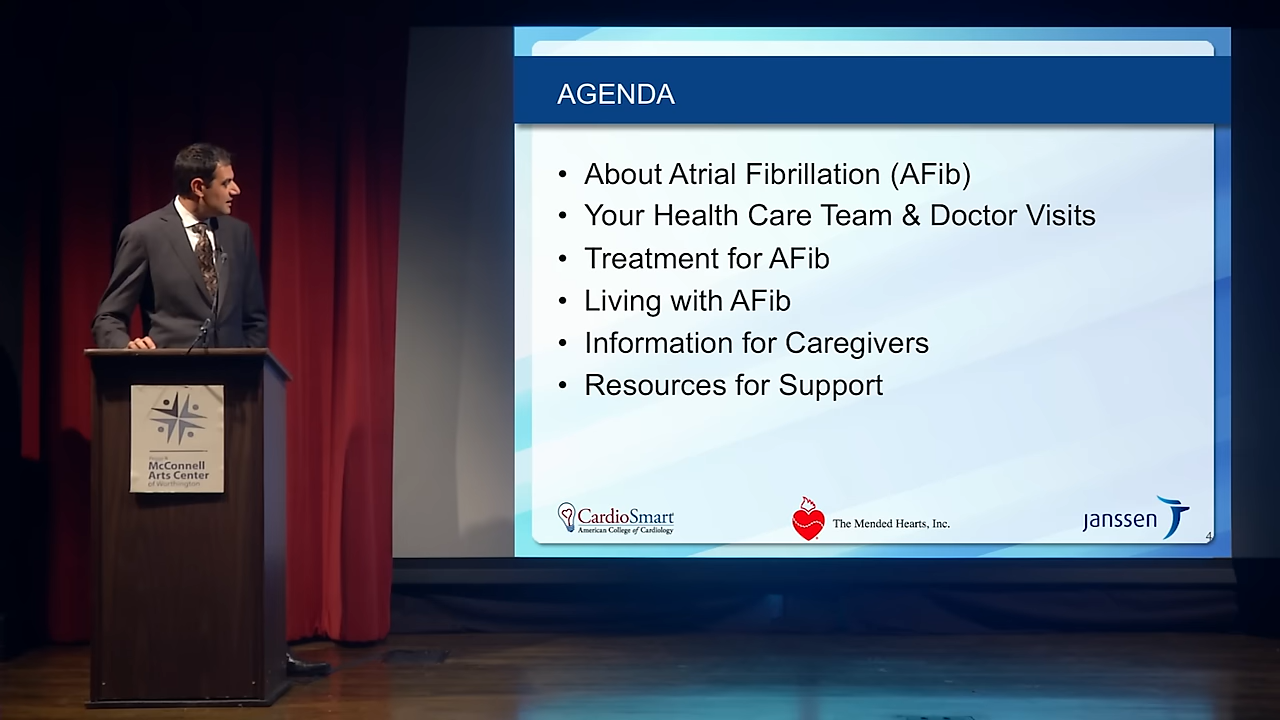 AGENDA
• About Atrial Fibrillation (AFib)
• Your Health Care Team & Doctor Visits
• Treatment for AFib
• Living with AFib
• Information for Caregivers
• Resources for Support
CardioSmart
American College of Cardiology
The Mended Hearts, Inc.
janssen
4
McConnell
Arts Center
of Worthington